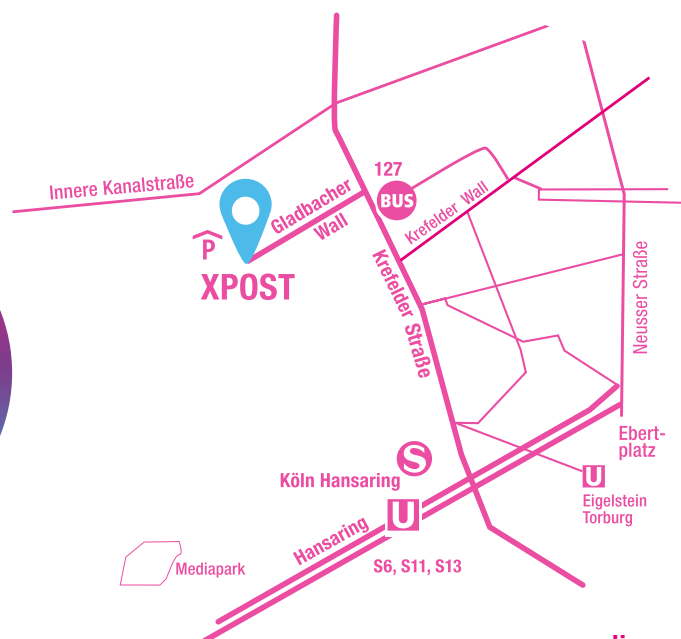 Innere Kanalstraße
127
BUS
Gladbacher
Wall
Krefelder Wall
P
XPOST
Krefelder Straße
Neusser Straße
Ebert-
platz
S
Köln Hansaring
U
U
Eigelstein
Torburg
Hansaring
Mediapark
S6, S11, S13